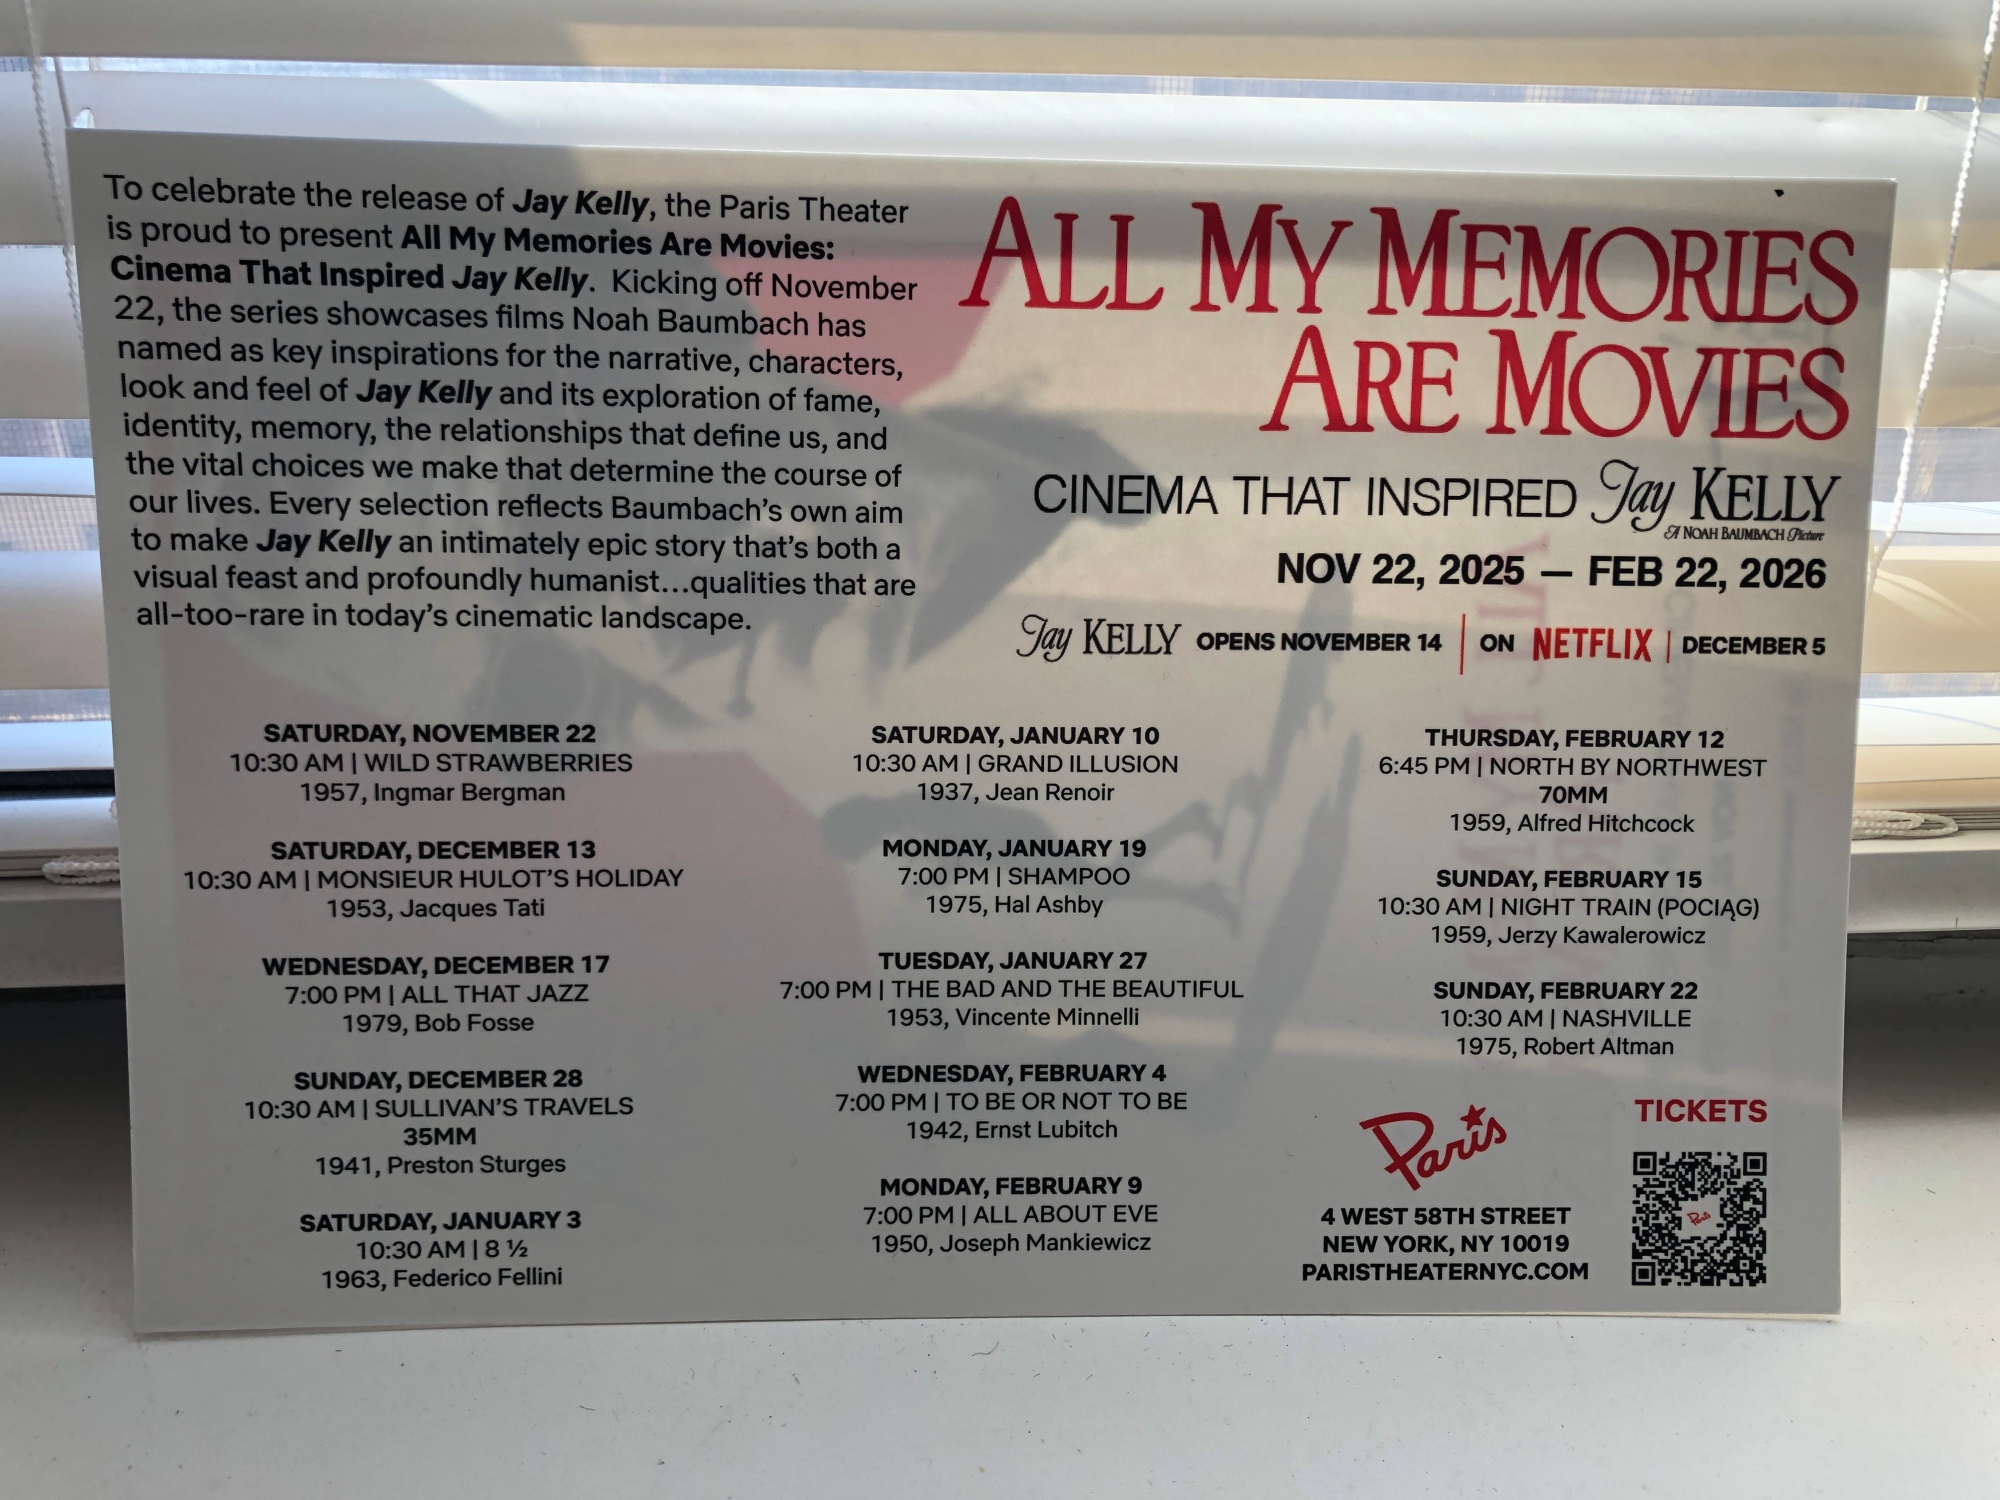 To celebrate the release of Jay Kelly, the Paris Theater
is proud to present All My Memories Are Movies:
Cinema That Inspired Jay Kelly. Kicking off November
22, the series showcases films Noah Baumbach has
named as key inspirations for the narrative, characters,
look and feel of Jay Kelly and its exploration of fame,
identity, memory, the relationships that define us, and
the vital choices we make that determine the course of
our lives. Every selection reflects Baumbach's own aim
to make Jay Kelly an intimately epic story that's both a
visual feast and profoundly humanist...qualities that are
all-too-rare in today's cinematic landscape.
ALL MY MEMORIES
ARE MOVIES
CINEMA THAT INSPIRED Jay KELLY
A NOAH BAUMBACH Picture
NOV 22, 2025 — FEB 22, 2026
Jay KELLY OPENS NOVEMBER 14 | ON NETFLIX | DECEMBER 5
SATURDAY, NOVEMBER 22
10:30 AM | WILD STRAWBERRIES
1957, Ingmar Bergman
SATURDAY, DECEMBER 13
10:30 AM | MONSIEUR HULOT'S HOLIDAY
1953, Jacques Tati
WEDNESDAY, DECEMBER 17
7:00 PM | ALL THAT JAZZ
1979, Bob Fosse
SUNDAY, DECEMBER 28
10:30 AM | SULLIVAN'S TRAVELS
35MM
1941, Preston Sturges
SATURDAY, JANUARY 3
10:30 AM | 8 ½
1963, Federico Fellini
SATURDAY, JANUARY 10
10:30 AM | GRAND ILLUSION
1937, Jean Renoir
MONDAY, JANUARY 19
7:00 PM | SHAMPOO
1975, Hal Ashby
TUESDAY, JANUARY 27
7:00 PM | THE BAD AND THE BEAUTIFUL
1953, Vincente Minnelli
WEDNESDAY, FEBRUARY 4
7:00 PM | TO BE OR NOT TO BE
1942, Ernst Lubitch
MONDAY, FEBRUARY 9
7:00 PM | ALL ABOUT EVE
1950, Joseph Mankiewicz
THURSDAY, FEBRUARY 12
6:45 PM | NORTH BY NORTHWEST
70MM
1959, Alfred Hitchcock
SUNDAY, FEBRUARY 15
10:30 AM | NIGHT TRAIN (POCIĄG)
1959, Jerzy Kawalerowicz
SUNDAY, FEBRUARY 22
10:30 AM | NASHVILLE
1975, Robert Altman
Paris
4 WEST 58TH STREET
NEW YORK, NY 10019
PARISTHEATERNYC.COM
TICKETS
Paris